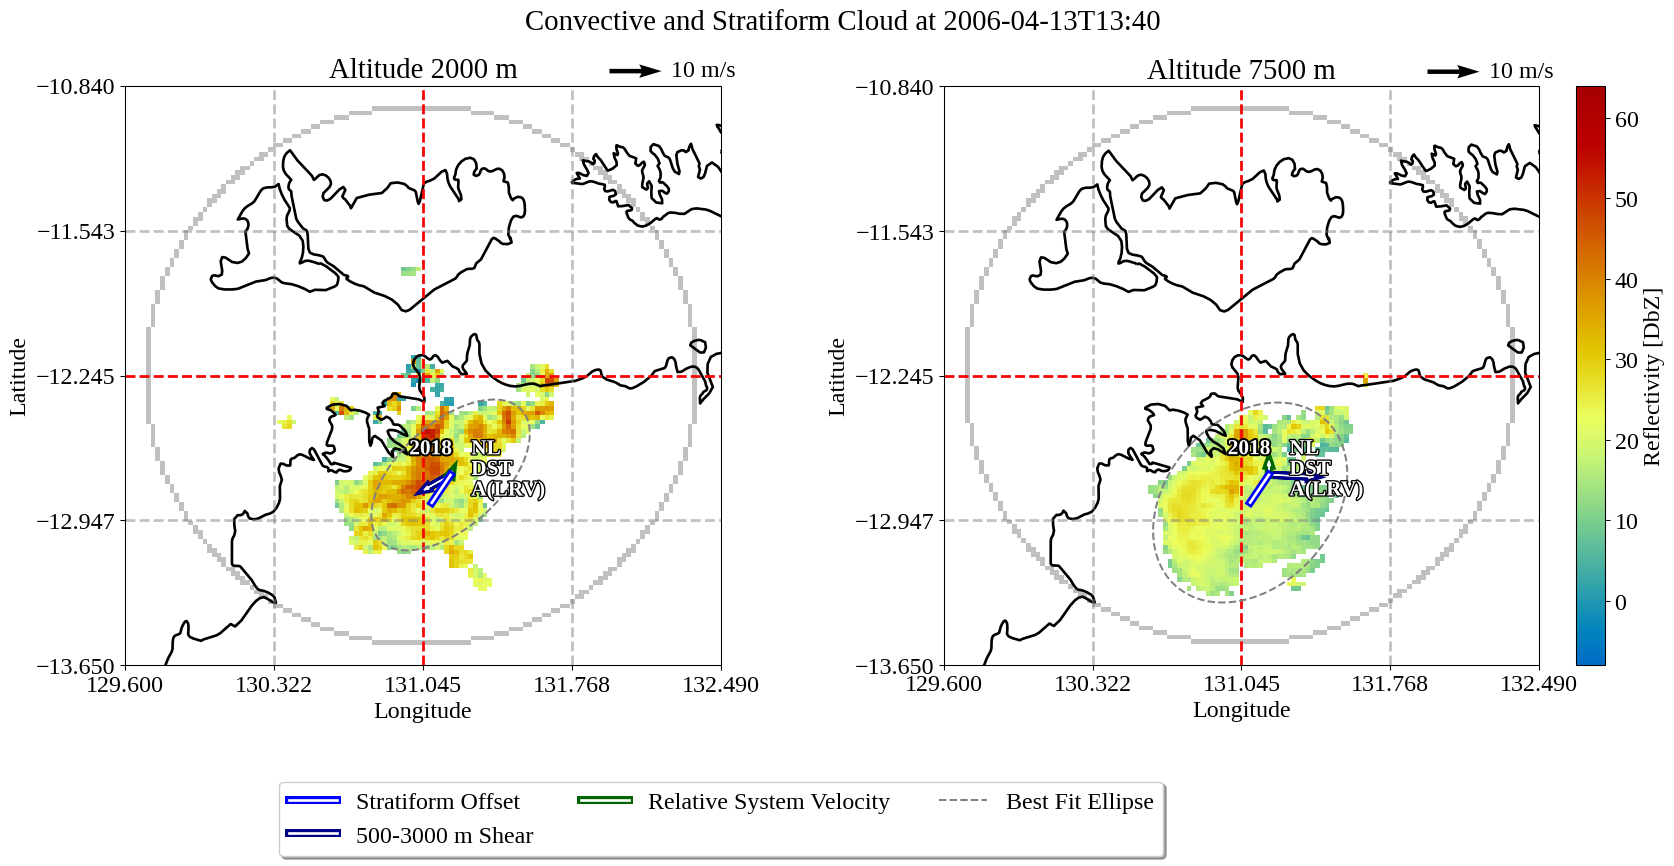 Convective and Stratiform Cloud at 2006-04-13T13:40
Altitude 2000 m
10 m/s
−10.840
−11.543
−12.245
−12.947
−13.650
129.600
130.322
131.045
131.768
132.490
Latitude
Longitude
2018
NL
DST
A(LRV)
Altitude 7500 m
10 m/s
−10.840
−11.543
−12.245
−12.947
−13.650
129.600
130.322
131.045
131.768
132.490
Latitude
Longitude
2018
NL
DST
A(LRV)
60
50
40
30
20
10
0
Reflectivity [DbZ]
Stratiform Offset
500-3000 m Shear
Relative System Velocity
Best Fit Ellipse